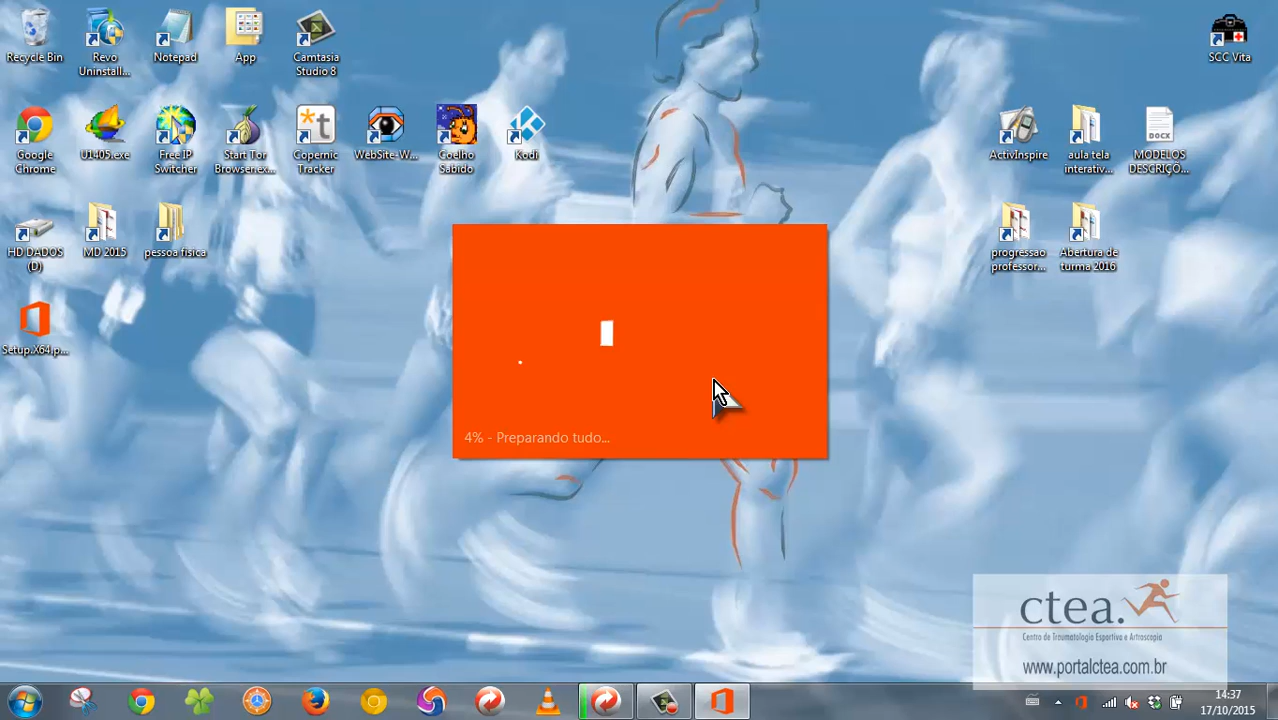 Recycle Bin
Revo
Uninstall...
Notepad
App
Camtasia
Studio 8
SCC Vita
Google
Chrome
U1405.exe
Free IP
Switcher
Start Tor
Browser.ex...
Copernic
Tracker
WebSite-W...
Coelho
Sabido
Kodi
ActivInspire
aula tela
interativ...
MODELOS
DESCRIÇÕ...
DOCX
HD DADOS
(D)
MD 2015
pessoa fisica
progressao
professor...
Abertura de
turma 2016
Setup.X64.p...
4% - Preparando tudo...
ctea.
Centro de Traumatologia Esportiva e Artroscopia
www.portalctea.com.br
14:37
17/10/2015